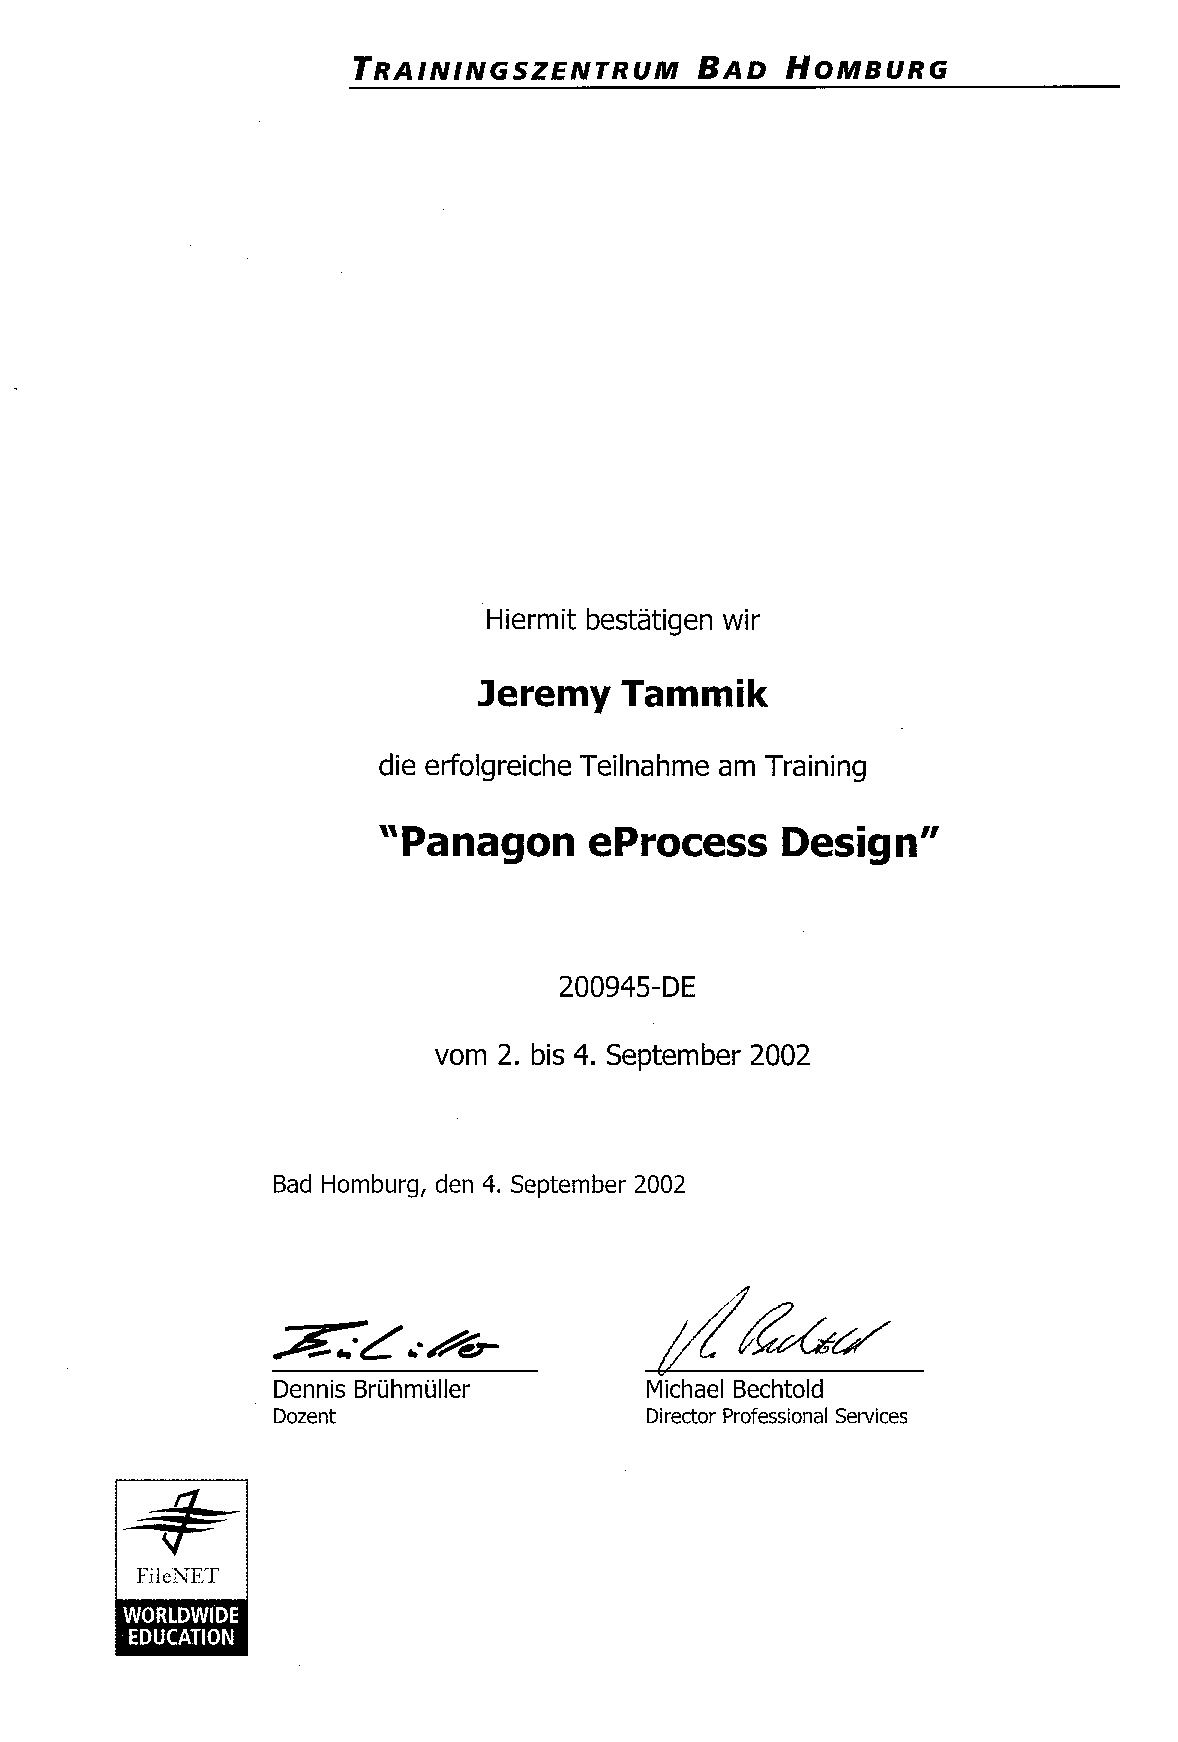 TRAININGSZENTRUM BAD HOMBURG
Hiermit bestätigen wir
Jeremy Tammik
die erfolgreiche Teilnahme am Training
"Panagon eProcess Design"
200945-DE
vom 2. bis 4. September 2002
Bad Homburg, den 4. September 2002
Dennis Brühmüller
Dozent
M. Bechtold
Michael Bechtold
Director Professional Services
FileNET
WORLDWIDE
EDUCATION